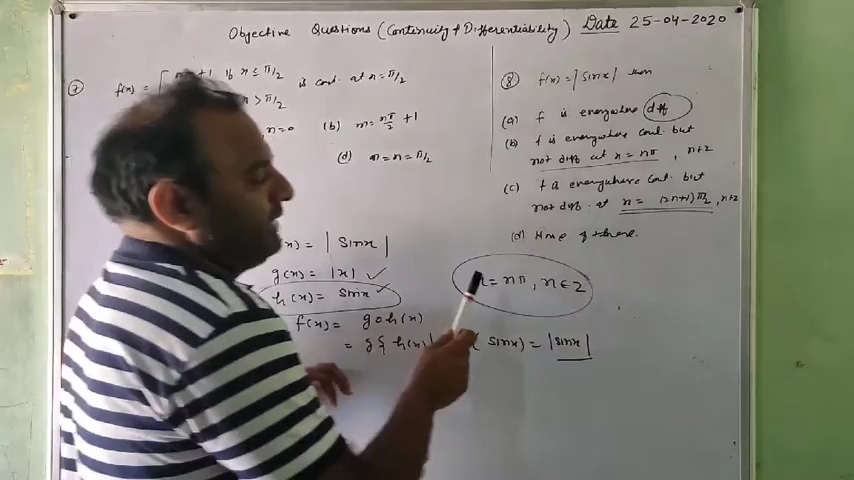 Objective Questions (Continuity & Differentiability) Date 25-04-2020
⑦ f(x) = if x ≤ π/2 is cont. at x = π/2
x > π/2
, n=0 (b) m = nπ/2 + 1
(d) m = n = π/2
= |sinx|
g(x) = |x| ✓
h(x) = sinx ✓
f(x) = goh(x)
= g{ h(x) ( sinx) = |sinx|
⑧ f(x) = |sinx| then
(a) f is everywhere diff
(b) f is everywhere cont. but
not diff at x = nπ, n∈Z
(c) f is everywhere cont. but
not diff. at x = (2n+1)π/2, n∈Z
(d) None of these.
= nπ, n∈Z